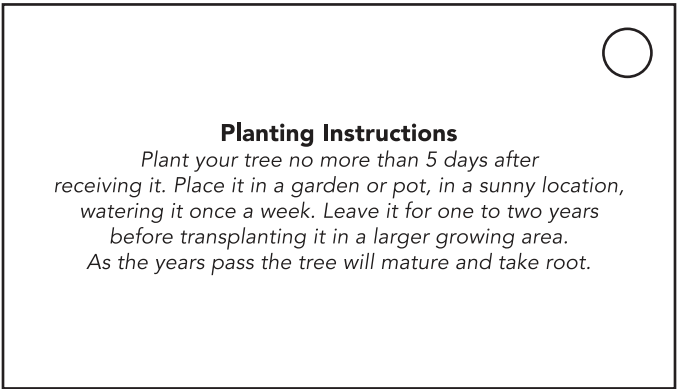 Planting Instructions
Plant your tree no more than 5 days after
receiving it. Place it in a garden or pot, in a sunny location,
watering it once a week. Leave it for one to two years
before transplanting it in a larger growing area.
As the years pass the tree will mature and take root.